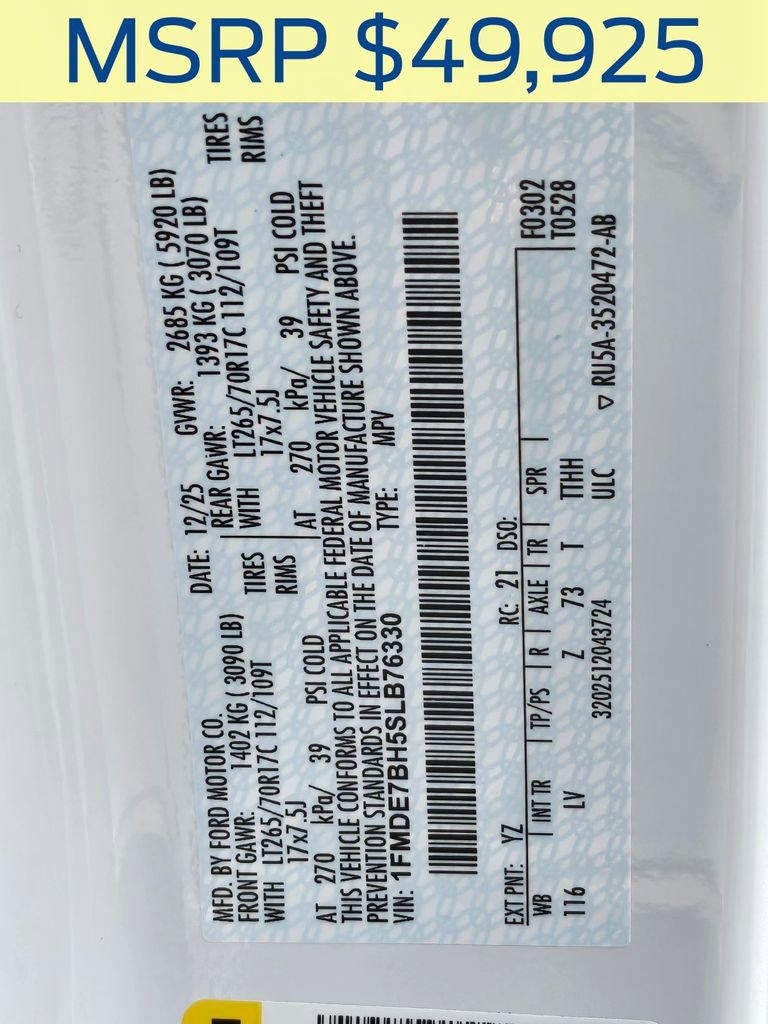 MSRP $49,925
MFD. BY FORD MOTOR CO.
DATE: 12/25 GVWR: 2685 KG ( 5920 LB)
FRONT GAWR: 1402 KG ( 3090 LB)
REAR GAWR: 1393 KG ( 3070 LB)
WITH LT265/70R17C 112/109T TIRES
WITH LT265/70R17C 112/109T TIRES
17x7.5J RIMS
17x7.5J RIMS
AT 270 kPa/ 39 PSI COLD
AT 270 kPa/ 39 PSI COLD
THIS VEHICLE CONFORMS TO ALL APPLICABLE FEDERAL MOTOR VEHICLE SAFETY AND THEFT
PREVENTION STANDARDS IN EFFECT ON THE DATE OF MANUFACTURE SHOWN ABOVE.
VIN: 1FMDE7BH5SLB76330 TYPE: MPV
EXT PNT: YZ RC: 21 DSO: F0302
WB INT TR TP/PS R AXLE TR SPR T0528
116 LV Z 73 T TTHH
3202512043724 ULC ▽ RU5A-3520472-AB